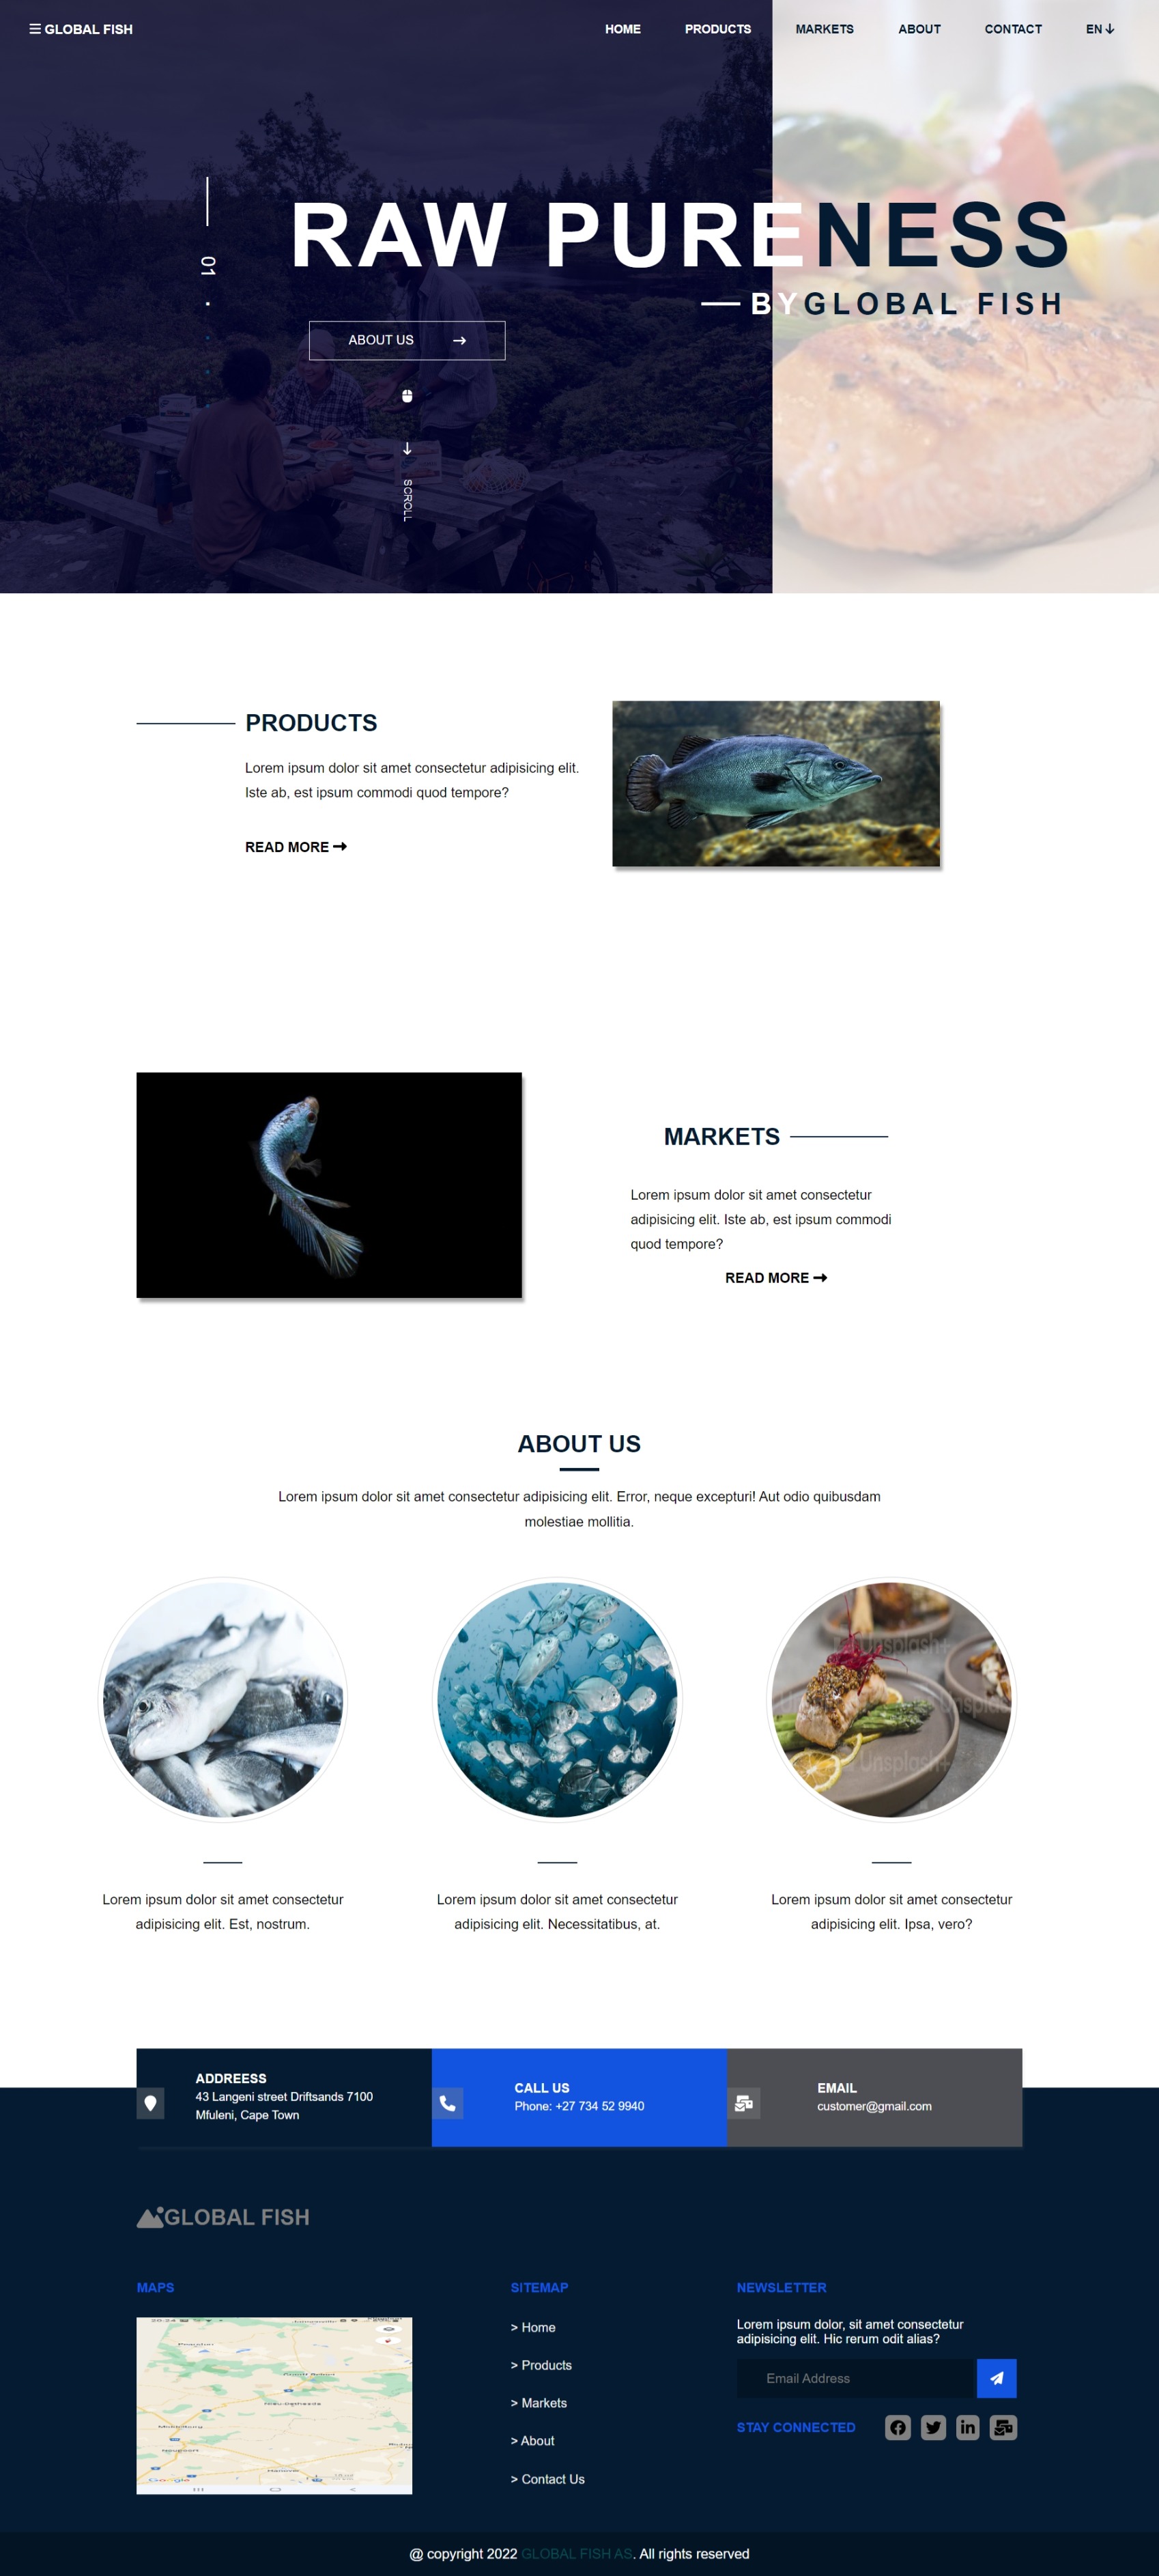 GLOBAL FISH
HOME PRODUCTS MARKETS ABOUT CONTACT EN
RAW PURENESS
01
BYGLOBAL FISH
ABOUT US
SCROLL
PRODUCTS
Lorem ipsum dolor sit amet consectetur adipisicing elit.
Iste ab, est ipsum commodi quod tempore?
READ MORE
MARKETS
Lorem ipsum dolor sit amet consectetur
adipisicing elit. Iste ab, est ipsum commodi
quod tempore?
READ MORE
ABOUT US
Lorem ipsum dolor sit amet consectetur adipisicing elit. Error, neque excepturi! Aut odio quibusdam
molestiae mollitia.
Unsplash+
Unsplash+
Lorem ipsum dolor sit amet consectetur
adipisicing elit. Est, nostrum.
Lorem ipsum dolor sit amet consectetur
adipisicing elit. Necessitatibus, at.
Lorem ipsum dolor sit amet consectetur
adipisicing elit. Ipsa, vero?
ADDREESS
43 Langeni street Driftsands 7100
Mfuleni, Cape Town
CALL US
Phone: +27 734 52 9940
EMAIL
customer@gmail.com
GLOBAL FISH
MAPS
SITEMAP
> Home
> Products
> Markets
> About
> Contact Us
NEWSLETTER
Lorem ipsum dolor, sit amet consectetur
adipisicing elit. Hic rerum odit alias?
Email Address
STAY CONNECTED
@ copyright 2022 GLOBAL FISH AS. All rights reserved